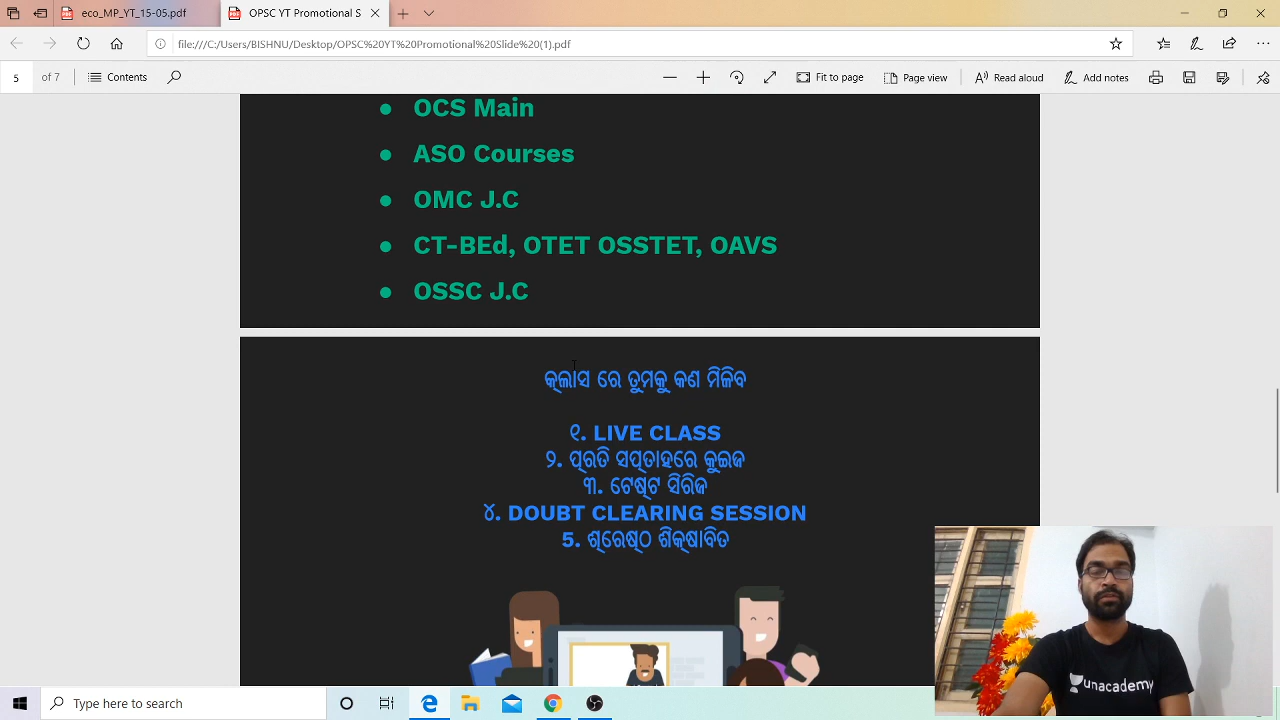 eco_MP_YT_15-05.pdf
OPSC YT Promotional S
file:///C:/Users/BISHNU/Desktop/OPSC%20YT%20Promotional%20Slide%20(1).pdf
5 of 7 Contents Fit to page Page view Read aloud Add notes
OCS Main
ASO Courses
OMC J.C
CT-BEd, OTET OSSTET, OAVS
OSSC J.C
କ୍ଲାସ ରେ ତୁମକୁ କଣ ମିଳିବ
୧. LIVE CLASS
୨. ପ୍ରତି ସପ୍ତାହରେ କୁଇଜ
୩. ଟେଷ୍ଟ ସିରିଜ
୪. DOUBT CLEARING SESSION
5. ଶ୍ରେଷ୍ଠ ଶିକ୍ଷାବିତ
unacademy
Type here to search